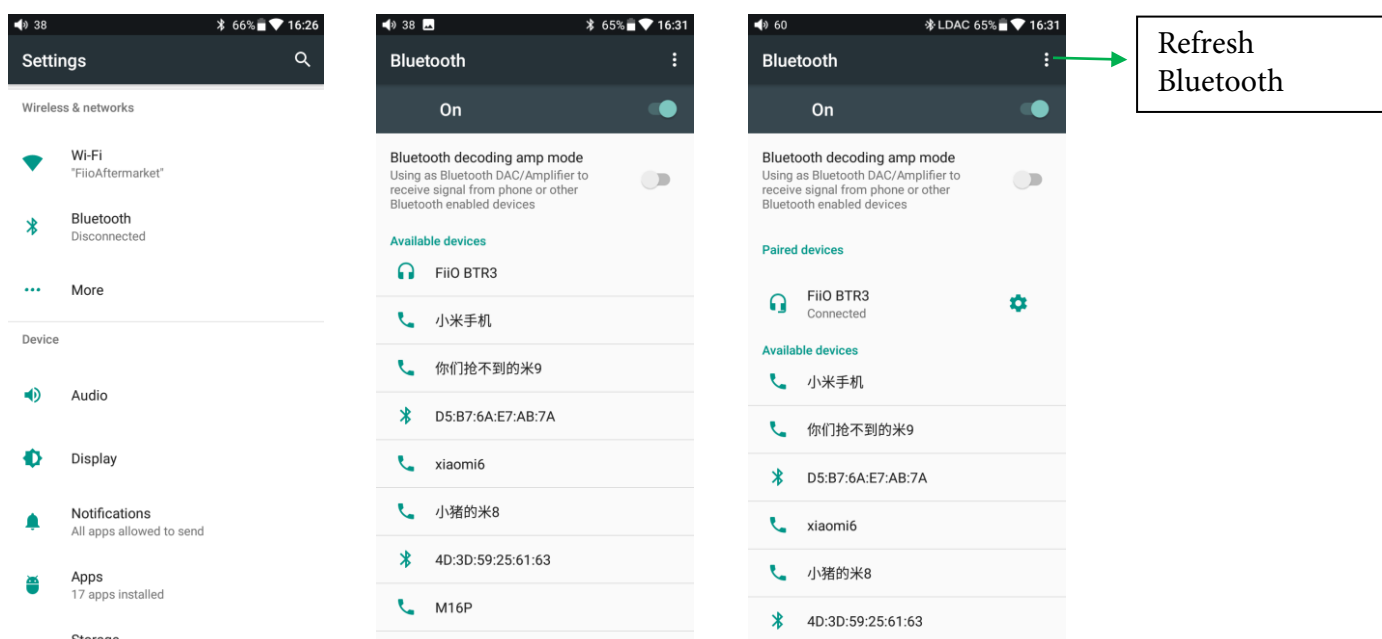 38
66%
16:26
Settings
Wireless & networks
Wi-Fi
"FiioAftermarket"
Bluetooth
Disconnected
More
Device
Audio
Display
Notifications
All apps allowed to send
Apps
17 apps installed
Storage
38
65%
16:31
Bluetooth
On
Bluetooth decoding amp mode
Using as Bluetooth DAC/Amplifier to
receive signal from phone or other
Bluetooth enabled devices
Available devices
FiiO BTR3
小米手机
你们抢不到的米9
D5:B7:6A:E7:AB:7A
xiaomi6
小猪的米8
4D:3D:59:25:61:63
M16P
60
LDAC 65%
16:31
Bluetooth
On
Bluetooth decoding amp mode
Using as Bluetooth DAC/Amplifier to
receive signal from phone or other
Bluetooth enabled devices
Paired devices
FiiO BTR3
Connected
Available devices
小米手机
你们抢不到的米9
D5:B7:6A:E7:AB:7A
xiaomi6
小猪的米8
4D:3D:59:25:61:63
Refresh
Bluetooth